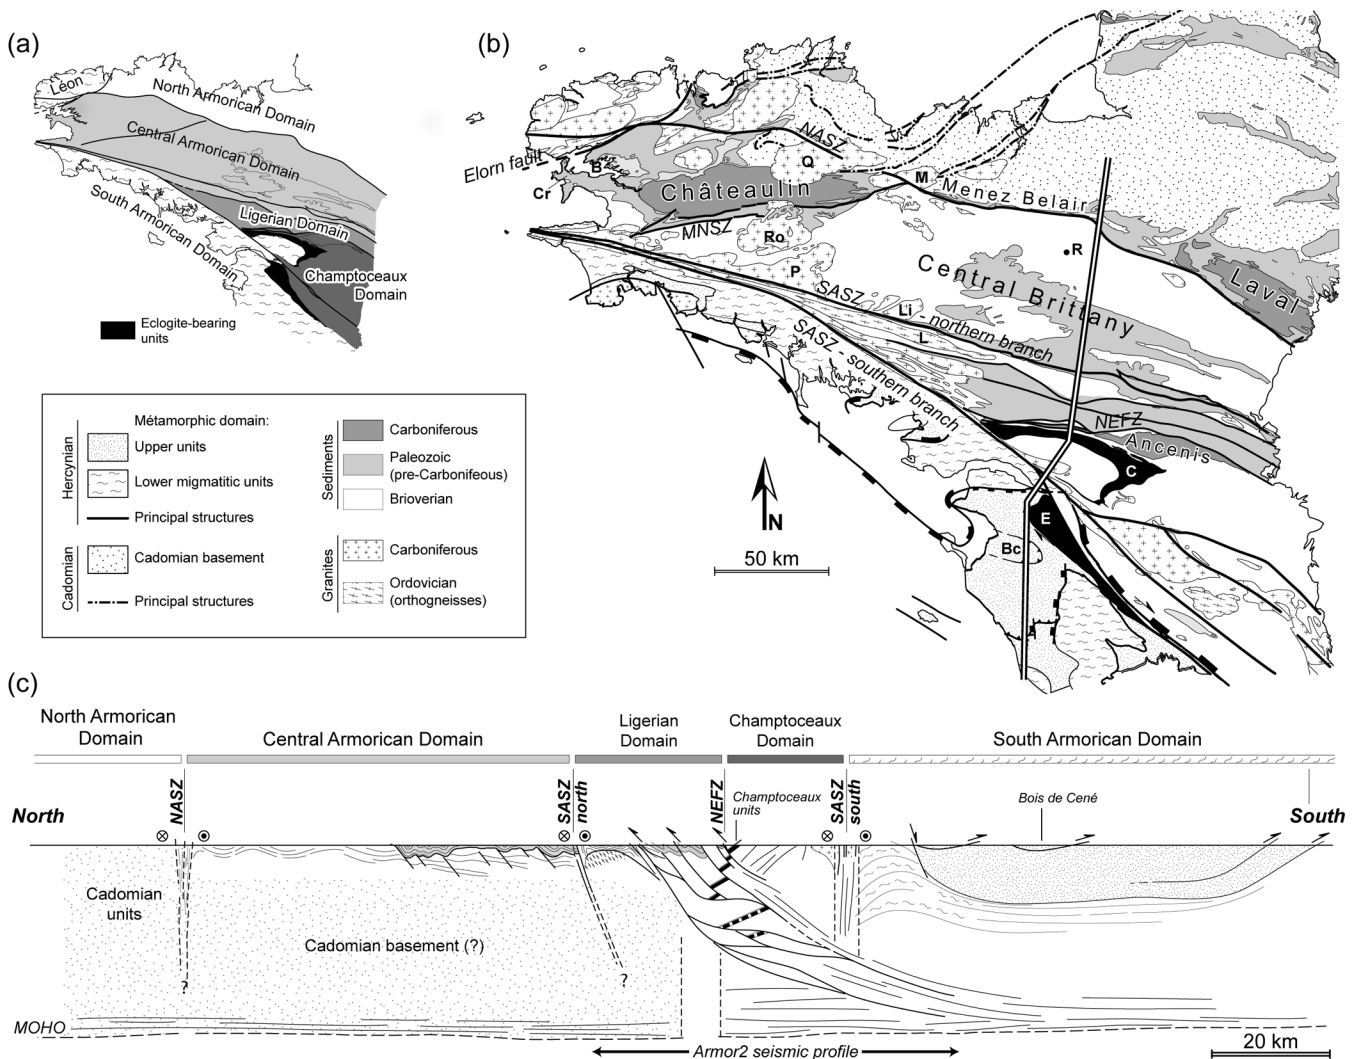 (a)
Léon
North Armorican
Domain
Central Armorican
Domain
South Armorican
Domain
Ligerian Domain
Champtoceaux
Domain
Eclogite-bearing
units
Hercynian
Métamorphic domain:
Upper units
Lower migmatitic units
Principal structures
Cadomian
Cadomian basement
Principal structures
Sediments
Carboniferous
Paleozoic
(pre-Carbonifeous)
Brioverian
Granites
Carboniferous
Ordovician
(orthogneisses)
(b)
NASZ
Elorn fault
B
Q
Cr
Châteaulin
M
Menez Belair
MNSZ
Ro
R
P
Central Brittany
Laval
SASZ - northern branch
Li
L
SASZ - southern branch
NEFZ
Ancenis
C
N
50 km
E
Bc
(c)
North Armorican
Domain
Central Armorican Domain
Ligerian
Domain
Champtoceaux
Domain
South Armorican Domain
North
NASZ
SASZ
north
NEFZ
Champtoceaux
units
SASZ
south
Bois de Cené
South
Cadomian
units
Cadomian basement (?)
?
?
MOHO
Armor2 seismic profile
20 km